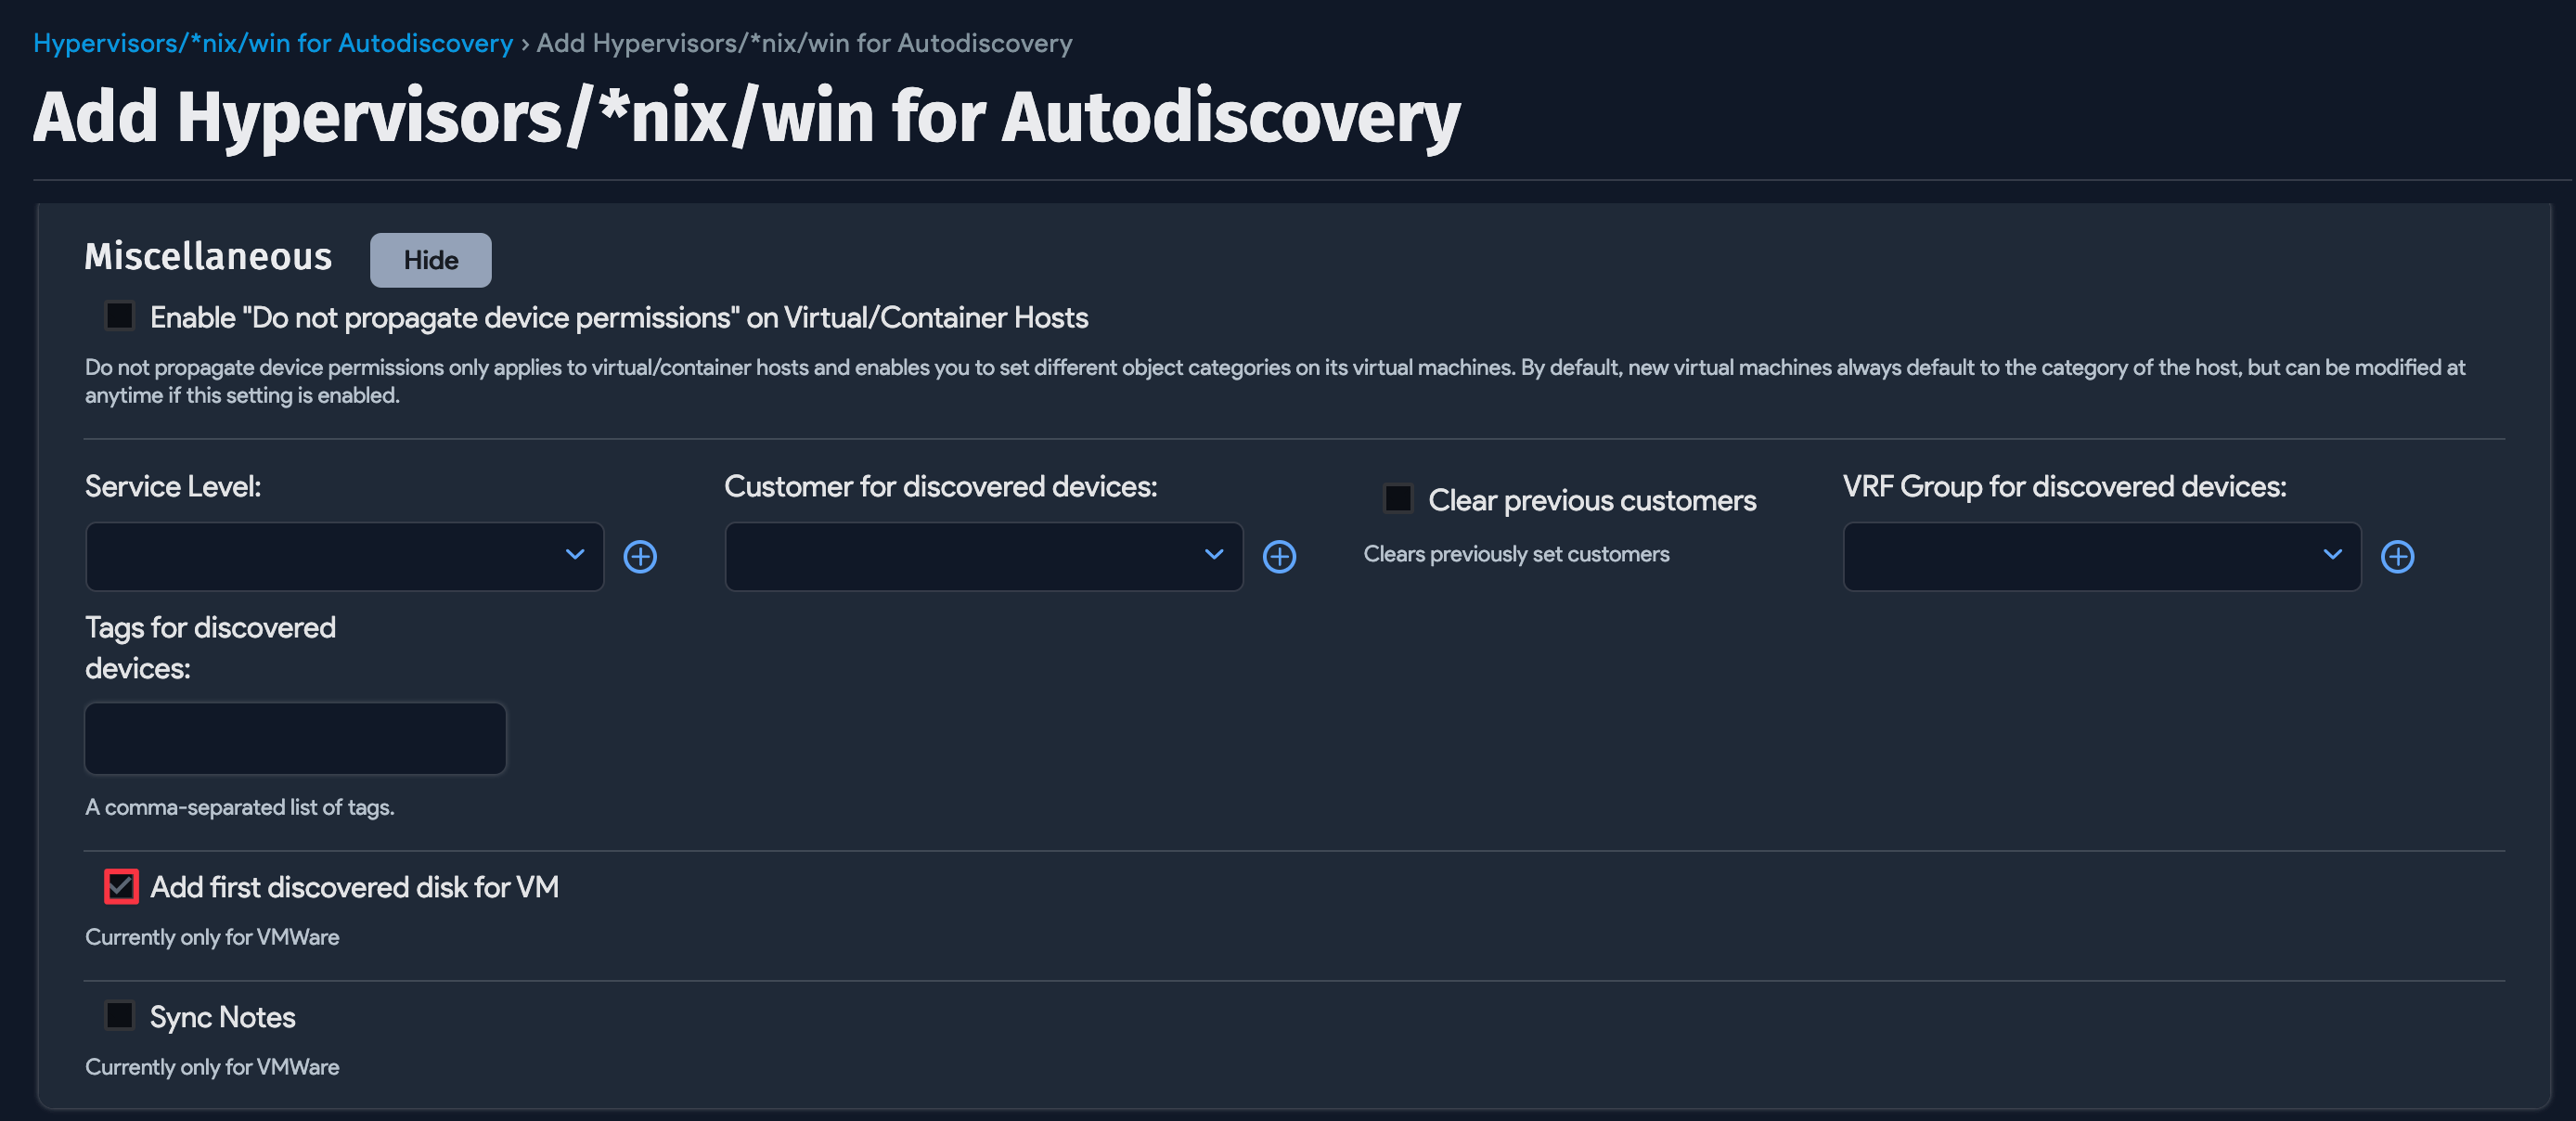 Hypervisors/*nix/win for Autodiscovery › Add Hypervisors/*nix/win for Autodiscovery
Add Hypervisors/*nix/win for Autodiscovery
Miscellaneous Hide
Enable "Do not propagate device permissions" on Virtual/Container Hosts
Do not propagate device permissions only applies to virtual/container hosts and enables you to set different object categories on its virtual machines. By default, new virtual machines always default to the category of the host, but can be modified at
anytime if this setting is enabled.
Service Level:
Customer for discovered devices:
Clear previous customers
Clears previously set customers
VRF Group for discovered devices:
Tags for discovered
devices:
A comma-separated list of tags.
Add first discovered disk for VM
Currently only for VMWare
Sync Notes
Currently only for VMWare